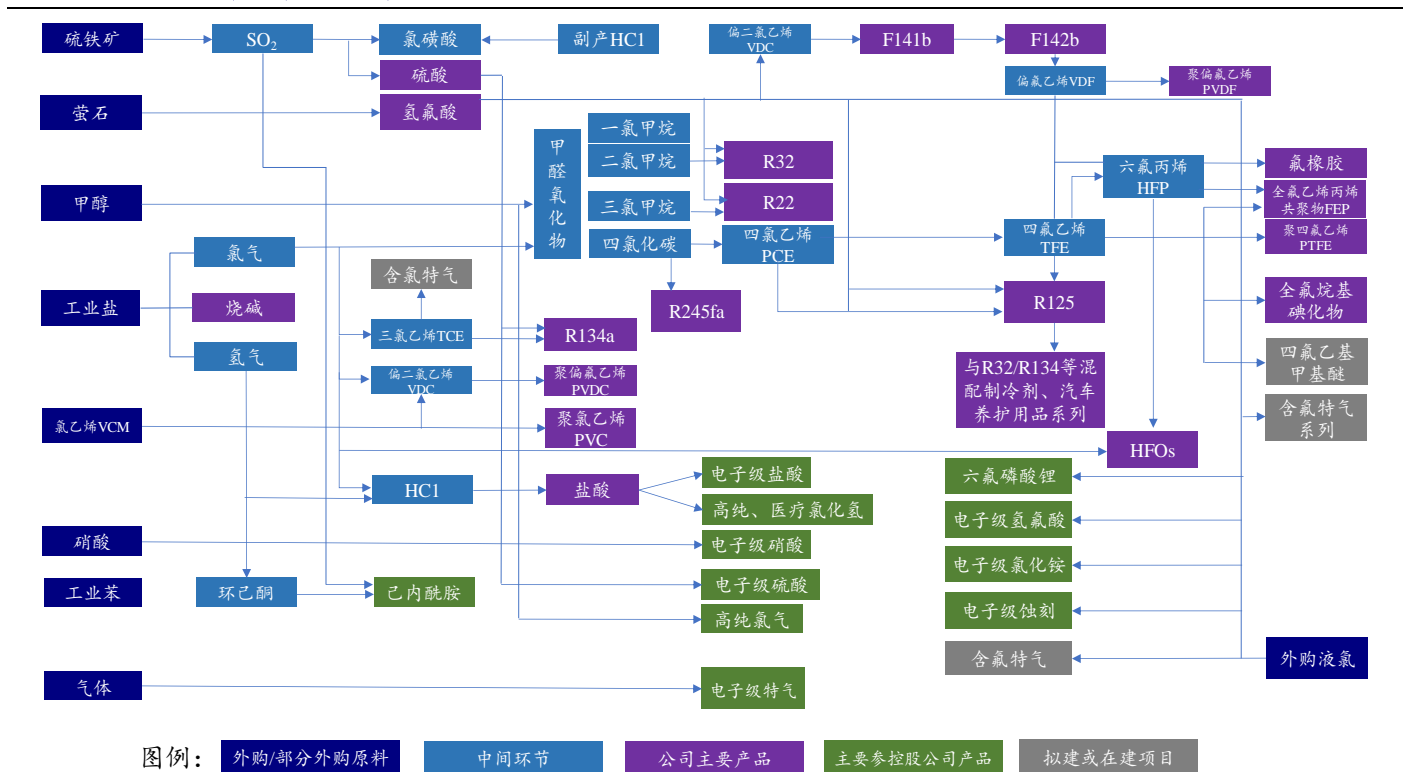 硫铁矿
SO₂
氯磺酸
副产HC1
偏二氯乙烯
VDC
F141b
F142b
硫酸
偏氟乙烯VDF
聚偏氟乙烯
PVDF
萤石
氢氟酸
甲
醛
氧
化
物
一氯甲烷
二氯甲烷
三氯甲烷
四氯化碳
R32
R22
四氯乙烯
PCE
R245fa
六氟丙烯
HFP
氟橡胶
全氟乙烯丙烯
共聚物FEP
四氟乙烯
TFE
聚四氟乙烯
PTFE
甲醇
氯气
含氯特气
工业盐
烧碱
三氯乙烯TCE
R134a
R125
全氟烷基
碘化物
氢气
偏二氯乙烯
VDC
聚偏氯乙烯
PVDC
与R32/R134等混
配制冷剂、汽车
养护用品系列
四氟乙基
甲基醚
含氟特气
系列
氯乙烯VCM
聚氯乙烯
PVC
HFOs
HC1
盐酸
电子级盐酸
高纯、医疗氯化氢
六氟磷酸锂
电子级氢氟酸
硝酸
电子级硝酸
电子级氯化铵
工业苯
环己酮
己内酰胺
电子级硫酸
高纯氯气
电子级蚀刻
含氟特气
外购液氯
气体
电子级特气
图例：
外购/部分外购原料
中间环节
公司主要产品
主要参控股公司产品
拟建或在建项目